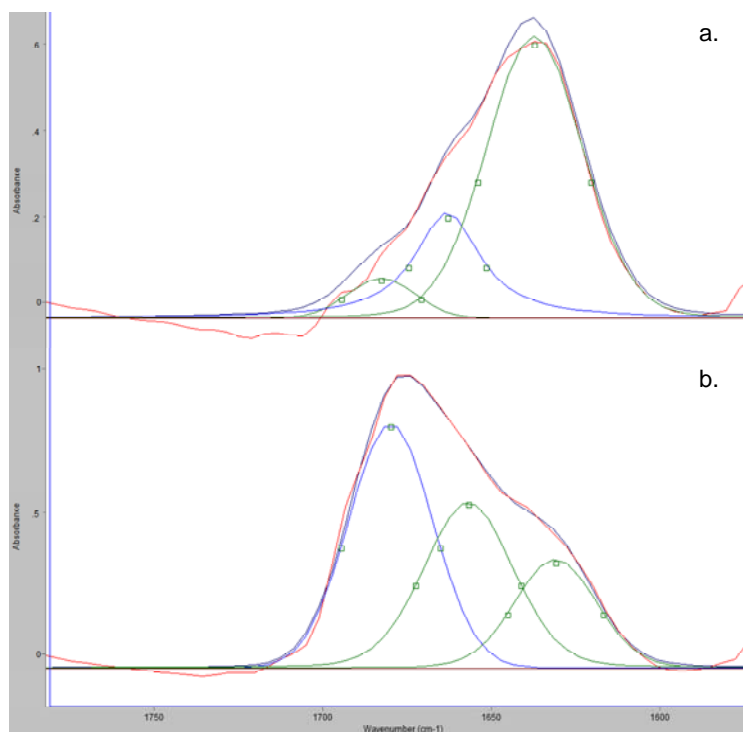 a.
.6
.4
.2
0
Absorbance
b.
1
.5
0
Absorbance
1750
1700
1650
1600
Wavenumber (cm-1)